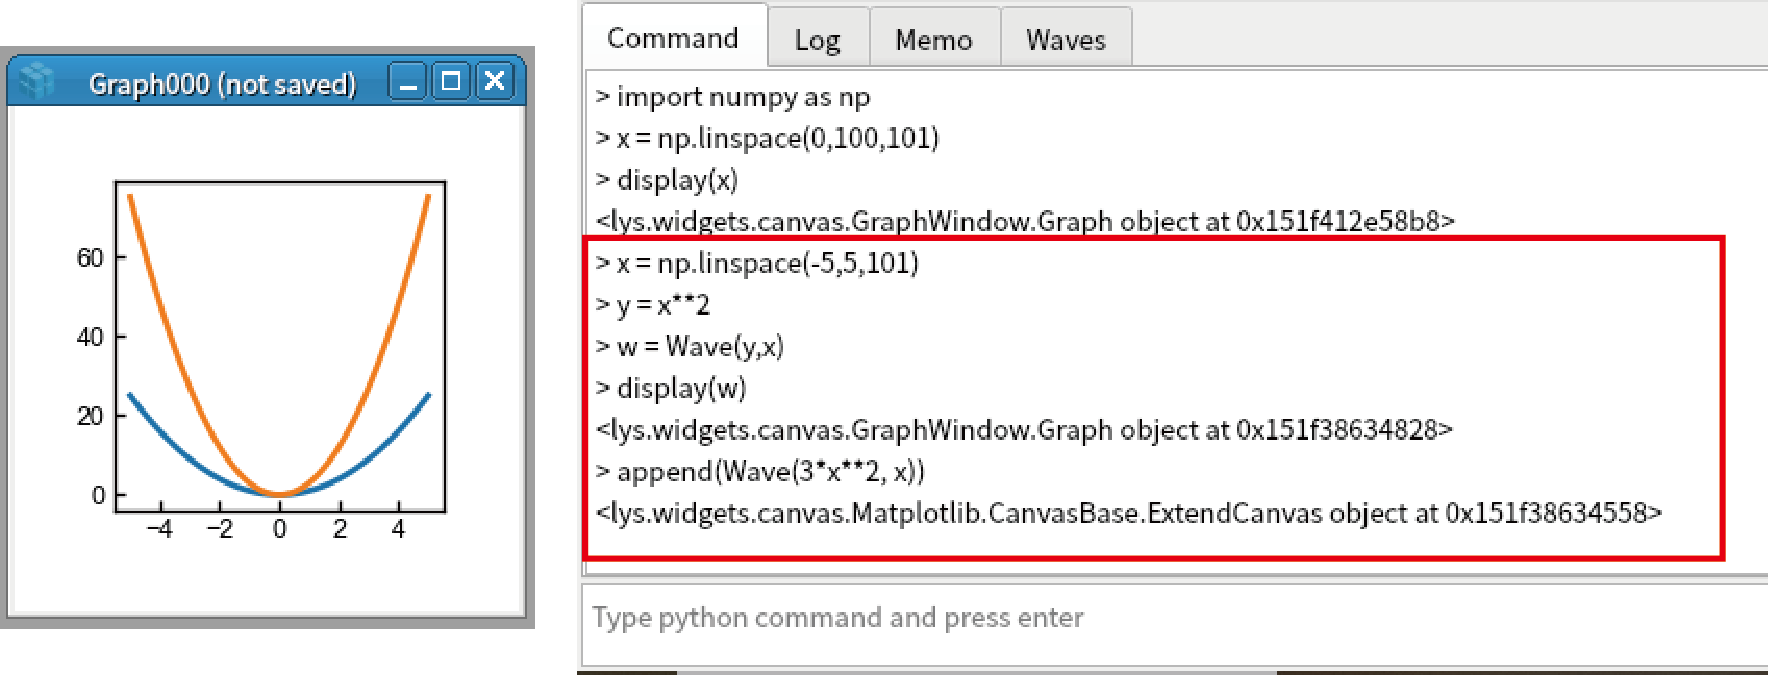 Graph000 (not saved)
60
40
20
0
−4 −2 0 2 4
Command Log Memo Waves
> import numpy as np
> x = np.linspace(0,100,101)
> display(x)
<lys.widgets.canvas.GraphWindow.Graph object at 0x151f412e58b8>
> x = np.linspace(-5,5,101)
> y = x**2
> w = Wave(y,x)
> display(w)
<lys.widgets.canvas.GraphWindow.Graph object at 0x151f38634828>
> append(Wave(3*x**2, x))
<lys.widgets.canvas.Matplotlib.CanvasBase.ExtendCanvas object at 0x151f38634558>
Type python command and press enter